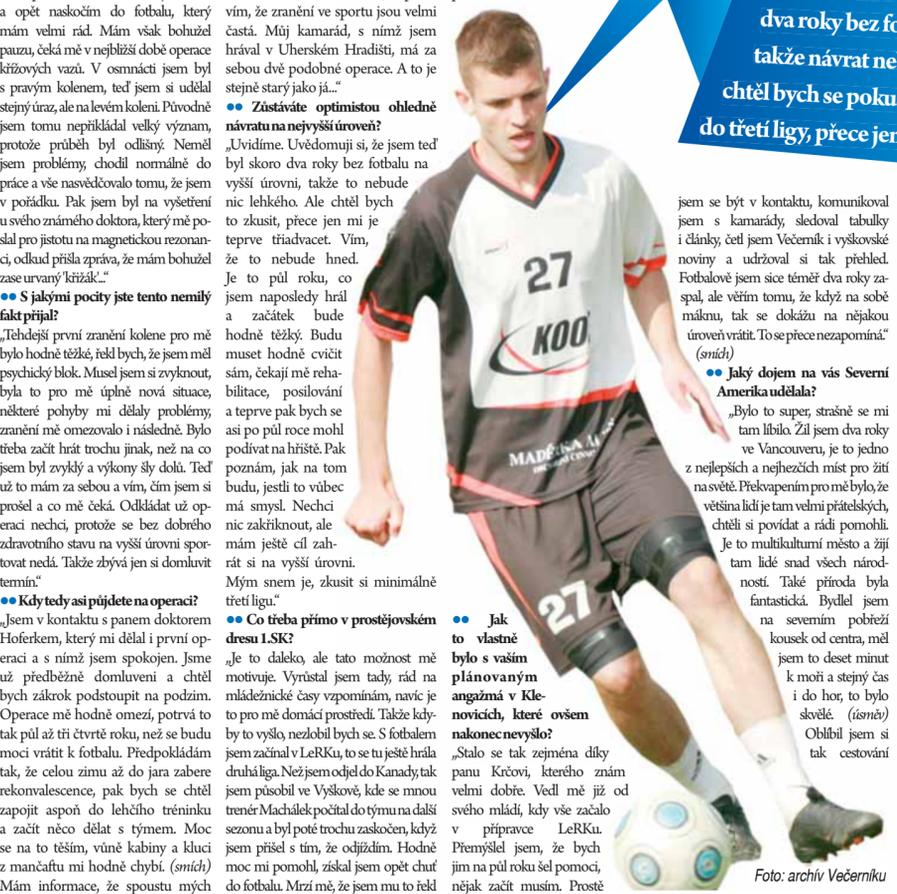 a opět naskočím do fotbalu, který
mám velmi rád. Mám však bohužel
pauzu, čeká mě v nejbližší době operace
křížových vazů. V osmnácti jsem byl
s pravým kolenem, teď jsem si udělal
stejný úraz, ale na levém koleni. Původně
jsem tomu nepřikládal velký význam,
protože průběh byl odlišný. Neměl
jsem problémy, chodil normálně do
práce a vše nasvědčovalo tomu, že jsem
v pořádku. Pak jsem byl na vyšetření
u svého známého doktora, který mě po-
slal pro jistotu na magnetickou rezonan-
ci, odkud přišla zpráva, že mám bohužel
zase urvaný 'křižák'...“
•• S jakými pocity jste tento nemilý
fakt přijal?
„Tehdejší první zranění kolene pro mě
bylo hodně těžké, řekl bych, že jsem měl
psychický blok. Musel jsem si zvyknout,
byla to pro mě úplně nová situace,
některé pohyby mi dělaly problémy,
zranění mě omezovalo i následně. Bylo
třeba začít hrát trochu jinak, než na co
jsem byl zvyklý a výkony šly dolů. Teď
už to mám za sebou a vím, čím jsem si
prošel a co mě čeká. Odkládat už op-
eraci nechci, protože se bez dobrého
zdravotního stavu na vyšší úrovni spor-
tovat nedá. Takže zbývá jen si domluvit
termín.“
•• Kdy tedy asi půjdete na operaci?
„Jsem v kontaktu s panem doktorem
Hoferkem, který mi dělal i první op-
eraci a s nímž jsem spokojen. Jsme
už předběžně domluveni a chtěl
bych zákrok podstoupit na podzim.
Operace mě hodně omezí, potrvá to
tak půl až tři čtvrtě roku, než se budu
moci vrátit k fotbalu. Předpokládám
tak, že celou zimu až do jara zabere
rekonvalescence, pak bych se chtěl
zapojit aspoň do lehčího tréninku
a začít něco dělat s týmem. Moc
se na to těším, vůně kabiny a kluci
z mančaftu mi hodně chybí. (smích)
Mám informace, že spoustu mých
vím, že zranění ve sportu jsou velmi
častá. Můj kamarád, s nímž jsem
hrával v Uherském Hradišti, má za
sebou dvě podobné operace. A to je
stejně starý jako já...“
•• Zůstáváte optimistou ohledně
návratu na nejvyšší úroveň?
„Uvidíme. Uvědomuji si, že jsem teď
byl skoro dva roky bez fotbalu na
vyšší úrovni, takže to nebude
nic lehkého. Ale chtěl bych
to zkusit, přece jen mi je
teprve třiadvacet. Vím,
že to nebude hned.
Je to půl roku, co
jsem naposledy hrál
a začátek bude
hodně těžký. Budu
muset hodně cvičit
sám, čekají mě reha-
bilitace, posilování
a teprve pak bych se
asi po půl roce mohl
podívat na hřiště. Pak
poznám, jak na tom
budu, jestli to vůbec
má smysl. Nechci
nic zakřiknout, ale
mám ještě cíl zah-
rát si na vyšší úrovni.
Mým snem je, zkusit si minimálně
třetí ligu.“
•• Co třeba přímo v prostějovském
dresu 1.SK?
„Je to daleko, ale tato možnost mě
motivuje. Vyrůstal jsem tady, rád na
mládežnické časy vzpomínám, navíc je
to pro mě domácí prostředí. Takže kdy-
by to vyšlo, nezlobil bych se. S fotbalem
jsem začínal v LeRKu, to se tu ještě hrála
druhá liga. Než jsem odjel do Kanady, tak
jsem působil ve Vyškově, kde se mnou
trenér Machálek počítal do týmu na další
sezonu a byl poté trochu zaskočen, když
jsem přišel s tím, že odjíždím. Hodně
moc mi pomohl, získal jsem opět chuť
do fotbalu. Mrzí mě, že jsem mu to řekl
27
KOO
27
•• Jak
to vlastně
bylo s vaším
plánovaným
angažmá v Kle-
novicích, které ovšem
nakonec nevyšlo?
„Stalo se tak zejména díky
panu Krčovi, kterého znám
velmi dobře. Vedl mě již od
svého mládí, kdy vše začalo
v přípravce LeRKu.
Přemýšlel jsem, že bych
jim na půl roku šel pomoci,
nějak začít musím. Prostě
dva roky bez fo
takže návrat ne
chtěl bych se poku
do třetí ligy, přece jen
jsem se být v kontaktu, komunikoval
jsem s kamarády, sledoval tabulky
i články, četl jsem Večerník i vyškovské
noviny a udržoval si tak přehled.
Fotbalově jsem sice téměř dva roky za-
spal, ale věřím tomu, že když na sobě
máknu, tak se dokážu na nějakou
úroveň vrátit. To se přece nezapomíná.“
(smích)
•• Jaký dojem na vás Severní
Amerika udělala?
„Bylo to super, strašně se mi
tam líbilo. Žil jsem dva roky
ve Vancouveru, je to jedno
z nejlepších a nejhezčích míst pro žití
na světě. Překvapením pro mě bylo, že
většina lidí je tam velmi přátelských,
chtěli si povídat a rádi pomohli.
Je to multikulturní město a žijí
tam lidé snad všech národ-
ností. Také příroda byla
fantastická. Bydlel jsem
na severním pobřeží
kousek od centra, měl
jsem to deset minut
k moři a stejný čas
i do hor, to bylo
skvělé. (úsměv)
Oblíbil jsem si
tak cestování
Foto: archív Večerníku